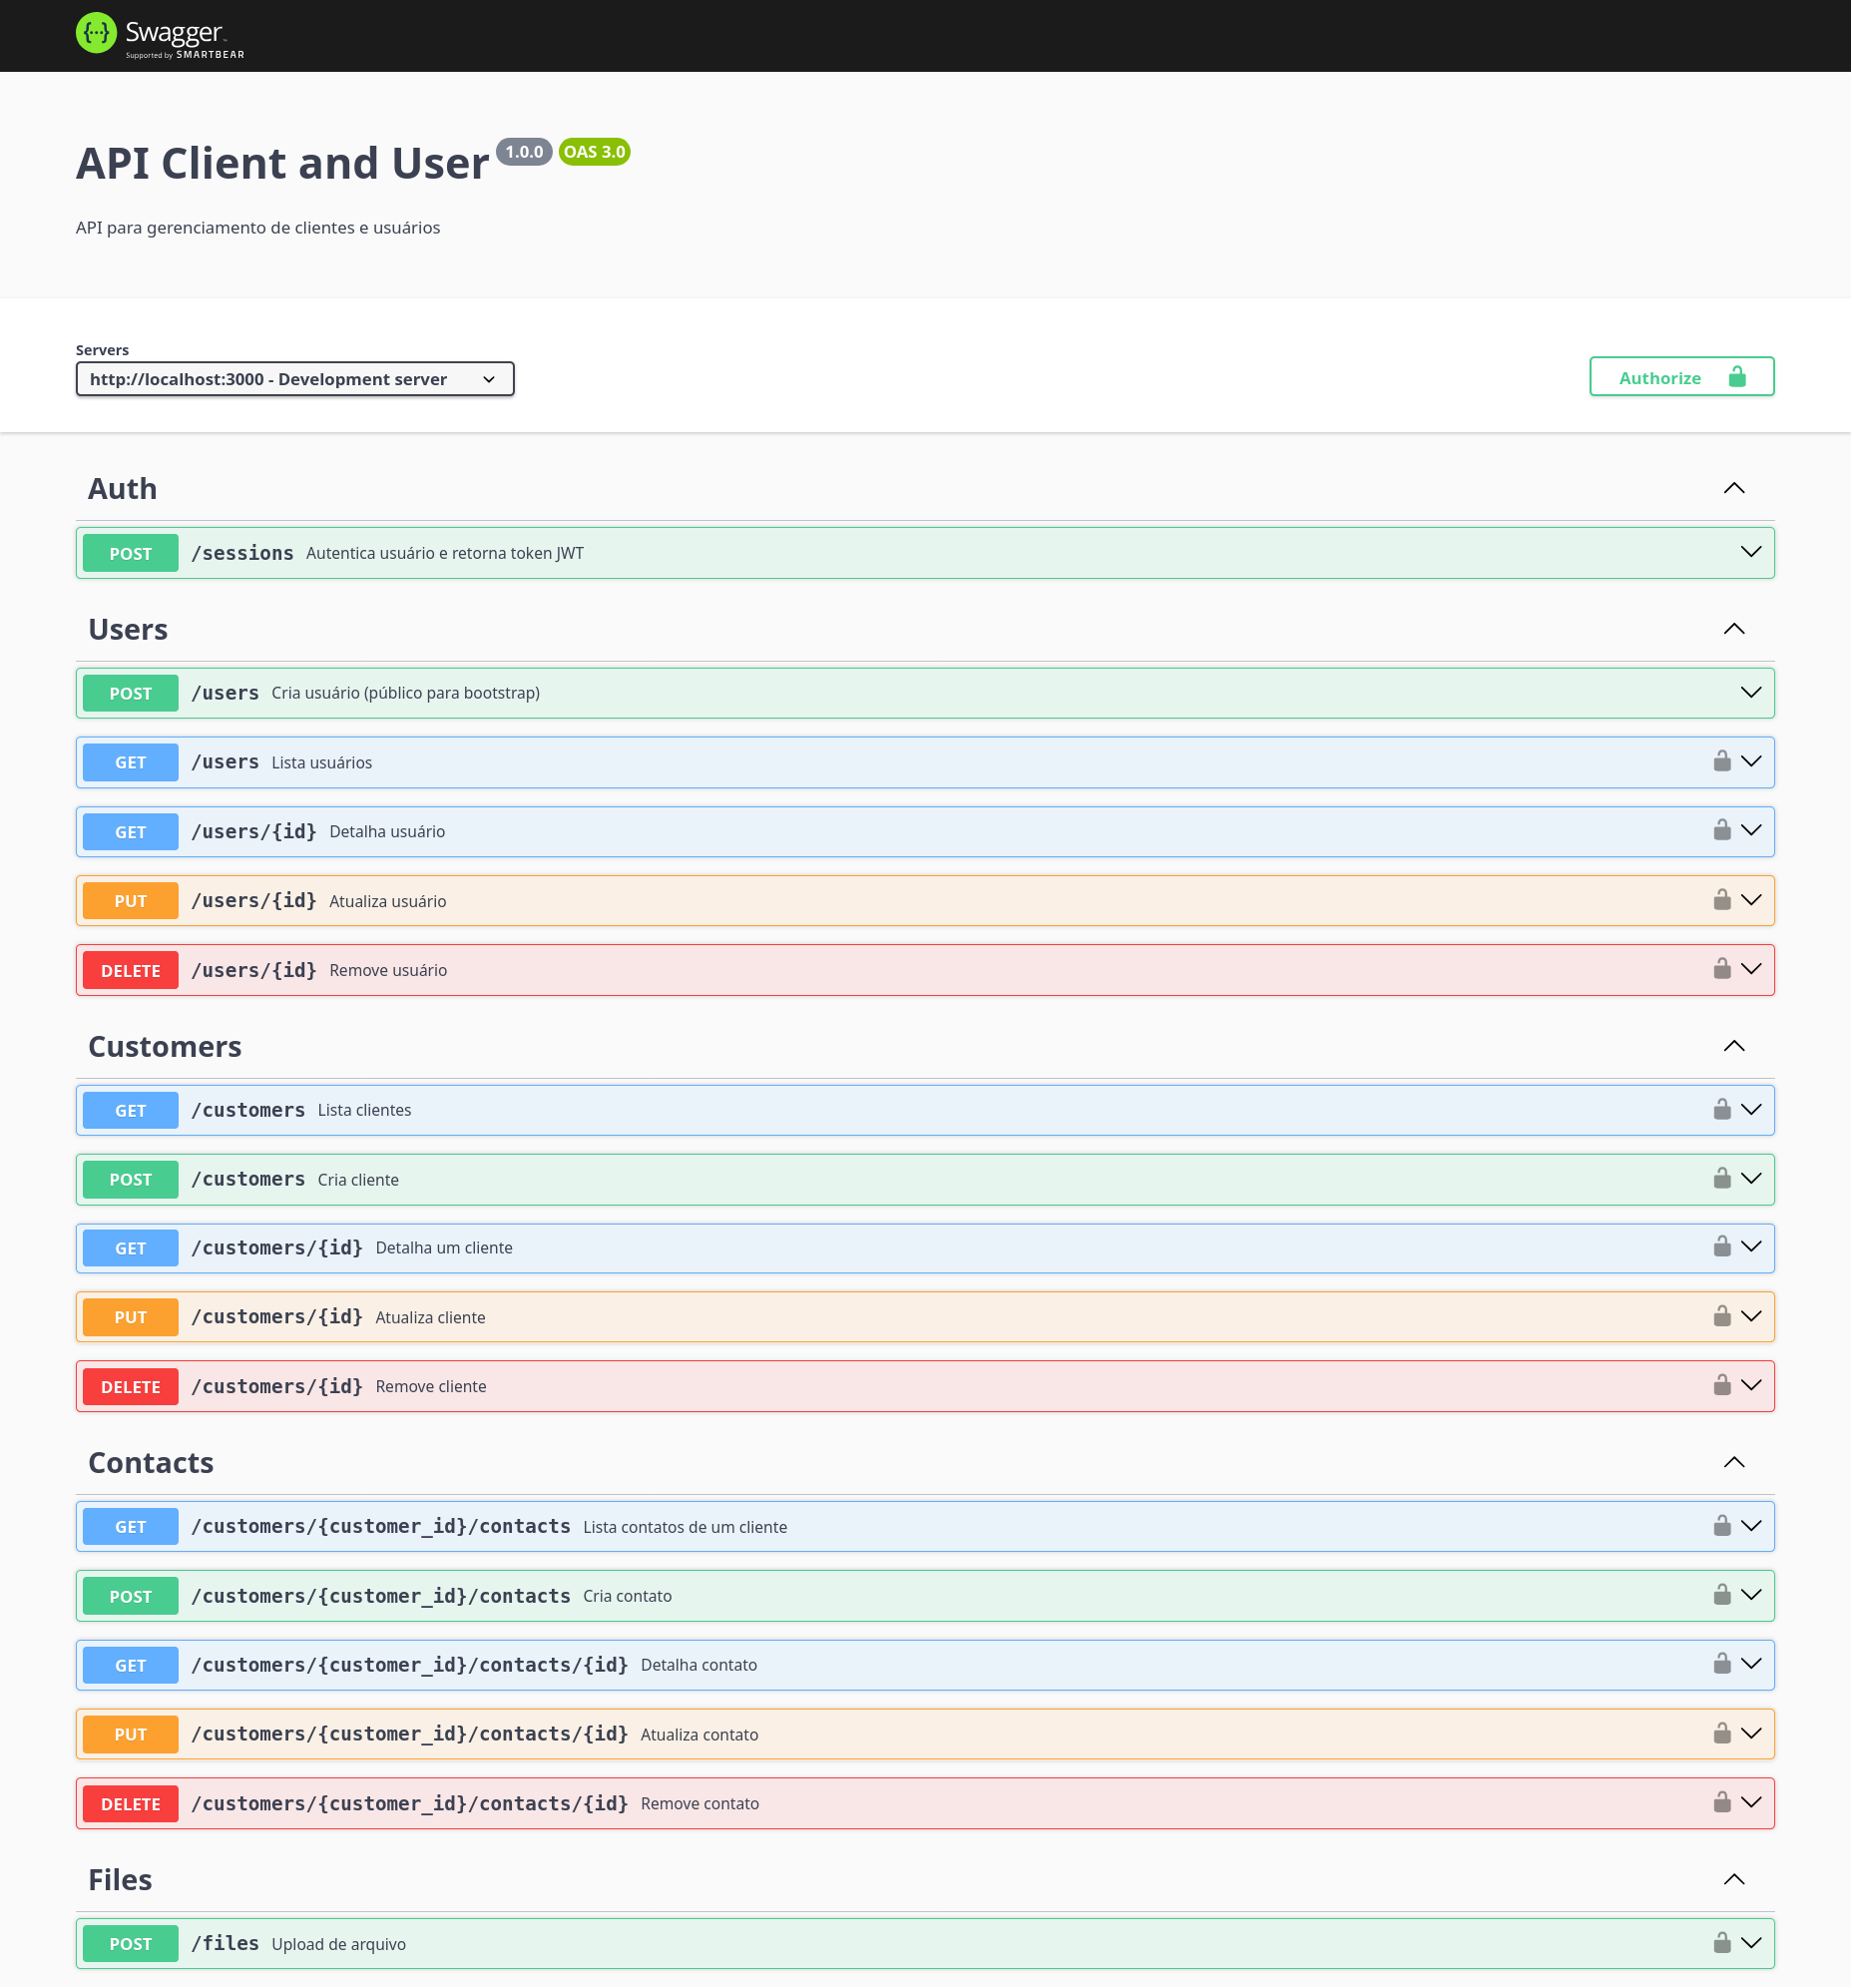 Swagger
Supported by SMARTBEAR
API Client and User 1.0.0 OAS 3.0
API para gerenciamento de clientes e usuários
Servers
http://localhost:3000 - Development server
Authorize
Auth
POST /sessions Autentica usuário e retorna token JWT
Users
POST /users Cria usuário (público para bootstrap)
GET /users Lista usuários
GET /users/{id} Detalha usuário
PUT /users/{id} Atualiza usuário
DELETE /users/{id} Remove usuário
Customers
GET /customers Lista clientes
POST /customers Cria cliente
GET /customers/{id} Detalha um cliente
PUT /customers/{id} Atualiza cliente
DELETE /customers/{id} Remove cliente
Contacts
GET /customers/{customer_id}/contacts Lista contatos de um cliente
POST /customers/{customer_id}/contacts Cria contato
GET /customers/{customer_id}/contacts/{id} Detalha contato
PUT /customers/{customer_id}/contacts/{id} Atualiza contato
DELETE /customers/{customer_id}/contacts/{id} Remove contato
Files
POST /files Upload de arquivo